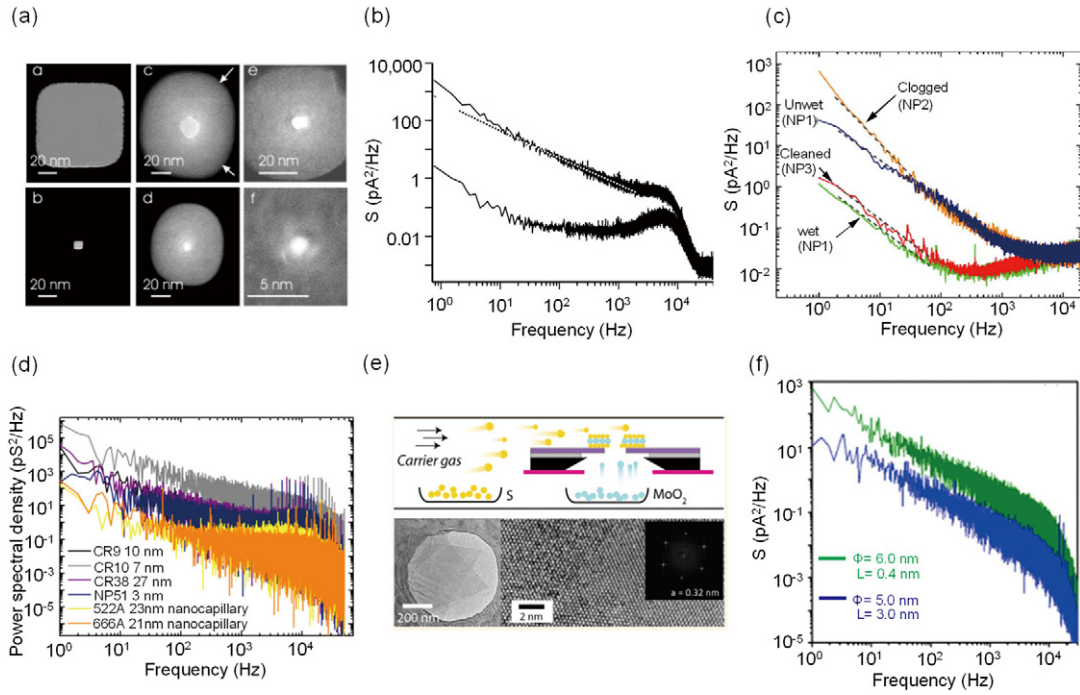 (a)
a
20 nm
c
20 nm
e
20 nm
b
20 nm
d
20 nm
f
5 nm
(b)
S (pA²/Hz)
10,000
100
1
0.01
10⁰
10¹
10²
10³
10⁴
Frequency (Hz)
(c)
S (pA²/Hz)
10³
10²
10¹
10⁰
10⁻¹
10⁻²
Clogged
(NP2)
Unwet
(NP1)
Cleaned
(NP3)
wet
(NP1)
10⁰
10¹
10²
10³
10⁴
Frequency (Hz)
(d)
Power spectral density (pS²/Hz)
10⁵
10³
10¹
10⁻¹
10⁻³
10⁻⁵
CR9 10 nm
CR10 7 nm
CR38 27 nm
NP51 3 nm
522A 23nm nanocapillary
666A 21nm nanocapillary
10⁰
10¹
10²
10³
10⁴
Frequency (Hz)
(e)
Carrier gas
S
MoO₂
200 nm
2 nm
a = 0.32 nm
(f)
S (pA²/Hz)
10³
10¹
10⁻¹
10⁻³
10⁻⁵
Φ= 6.0 nm
L= 0.4 nm
Φ= 5.0 nm
L= 3.0 nm
10⁰
10¹
10²
10³
10⁴
Frequency (Hz)